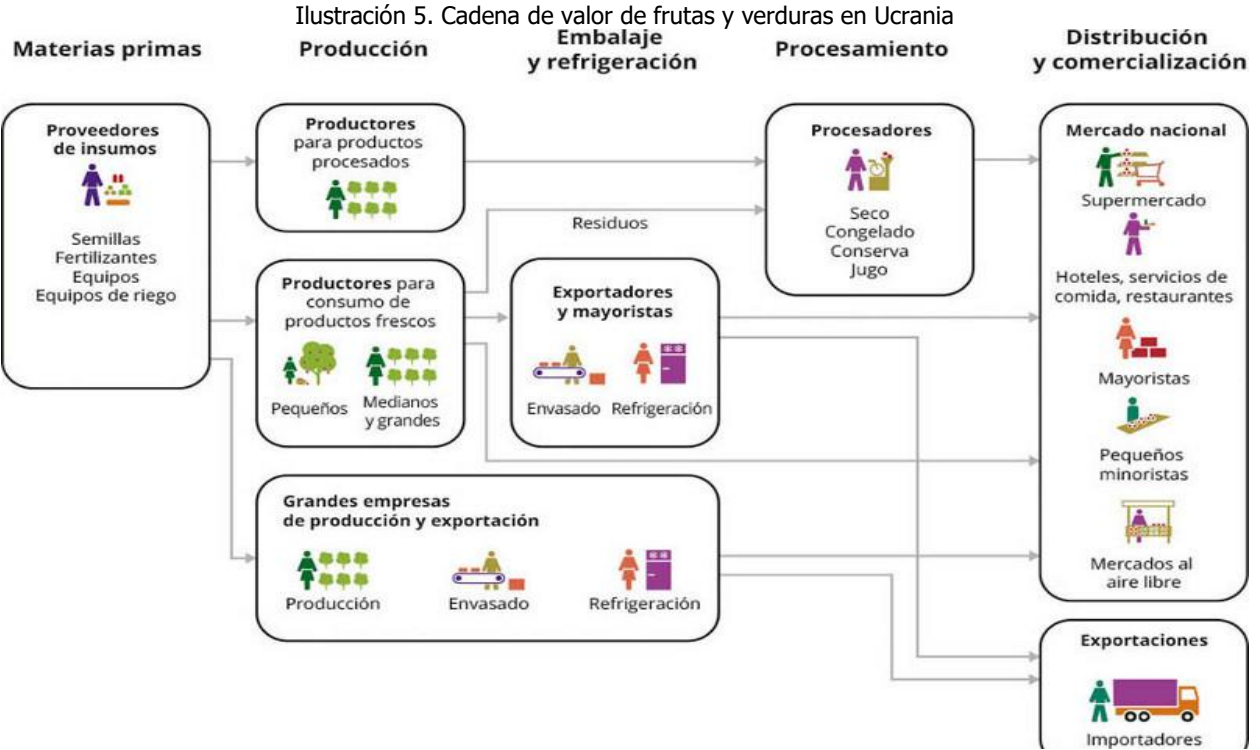 Ilustración 5. Cadena de valor de frutas y verduras en Ucrania
Materias primas
Producción
Embalaje
y refrigeración
Procesamiento
Distribución
y comercialización
Proveedores
de insumos
Semillas
Fertilizantes
Equipos
Equipos de riego
Productores
para productos
procesados
Productores para
consumo de
productos frescos
Pequeños
Medianos
y grandes
Residuos
Exportadores
y mayoristas
Envasado
Refrigeración
Grandes empresas
de producción y exportación
Producción
Envasado
Refrigeración
Procesadores
Seco
Congelado
Conserva
Jugo
Mercado nacional
Supermercado
Hoteles, servicios de
comida, restaurantes
Mayoristas
Pequeños
minoristas
Mercados al
aire libre
Exportaciones
Importadores